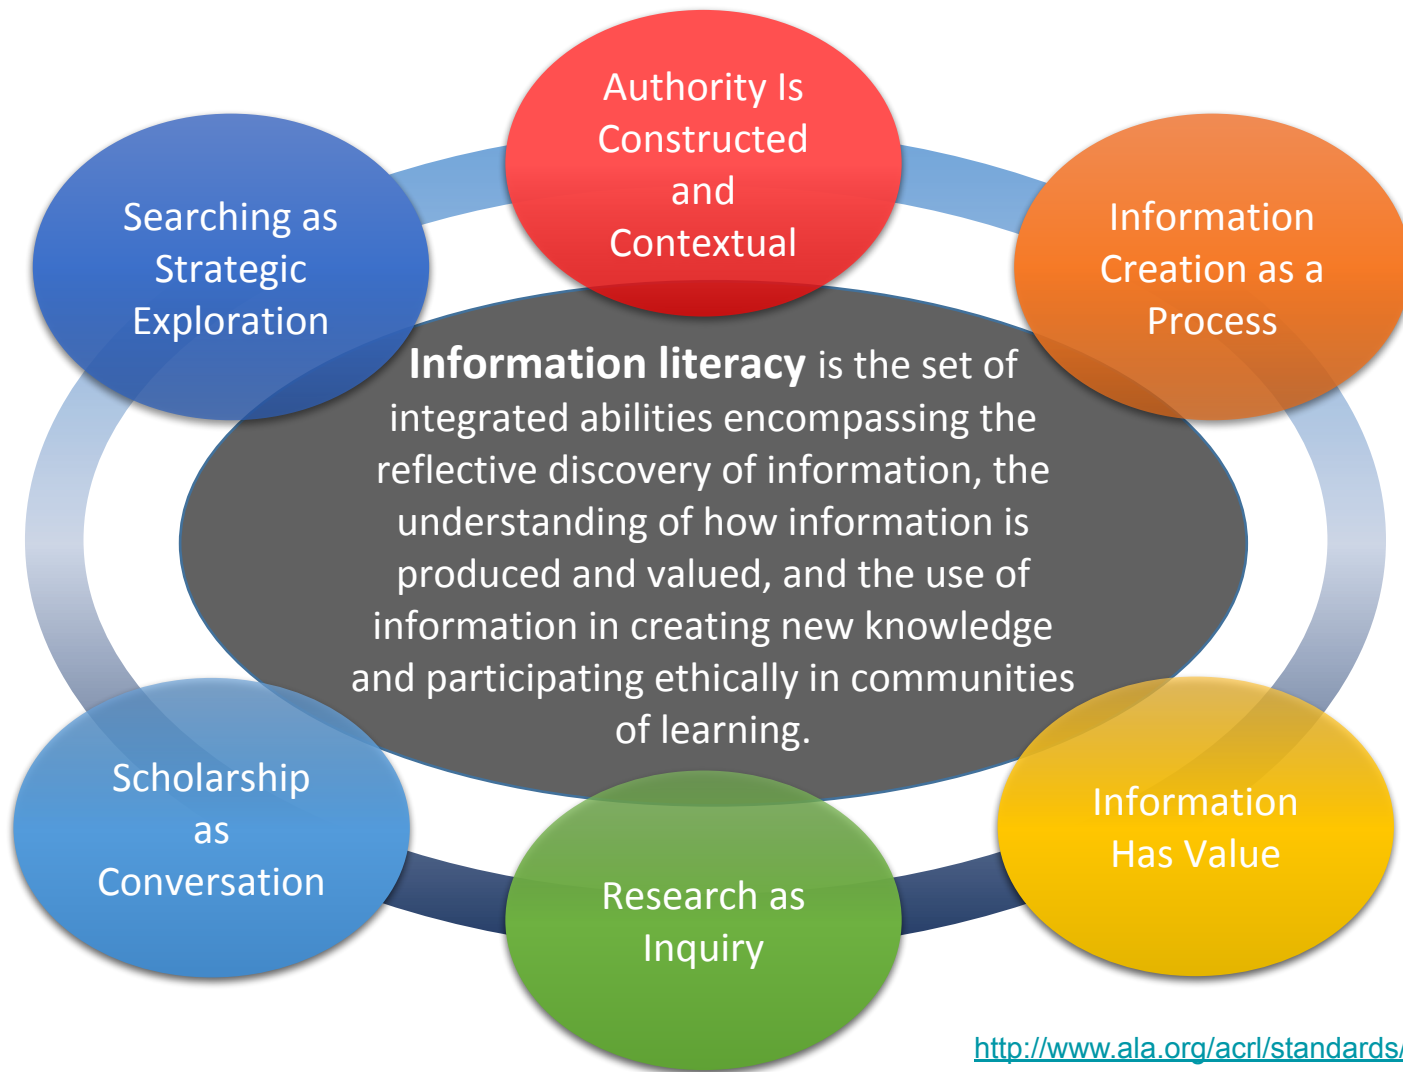 Authority Is
Constructed
and
Contextual
Information
Creation as a
Process
Information
Has Value
Research as
Inquiry
Scholarship
as
Conversation
Searching as
Strategic
Exploration
Information literacy is the set of
integrated abilities encompassing the
reflective discovery of information, the
understanding of how information is
produced and valued, and the use of
information in creating new knowledge
and participating ethically in communities
of learning.
http://www.ala.org/acrl/standards/